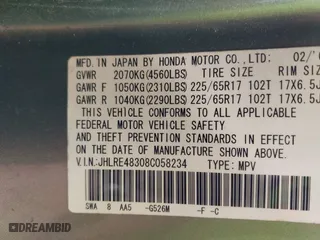 MFD. IN JAPAN BY HONDA MOTOR CO.,LTD: 02/'
GVWR 2070KG(4560LBS) TIRE SIZE RIM SIZE
GAWR F 1050KG(2310LBS) 225/65R17 102T 17X6.5J
GAWR R 1040KG(2290LBS) 225/65R17 102T 17X6.5J
THIS VEHICLE CONFORMS TO ALL APPLICABLE
FEDERAL MOTOR VEHICLE SAFETY AND
THEFT PREVENTION STANDARDS IN EFFECT ON
THE DATE OF MANUFACTURE SHOWN ABOVE.
V.I.N.:JHLRE48308C058234 TYPE: MPV
SWA 8 AA5 -G526M -F -C
DREAMBID.COM